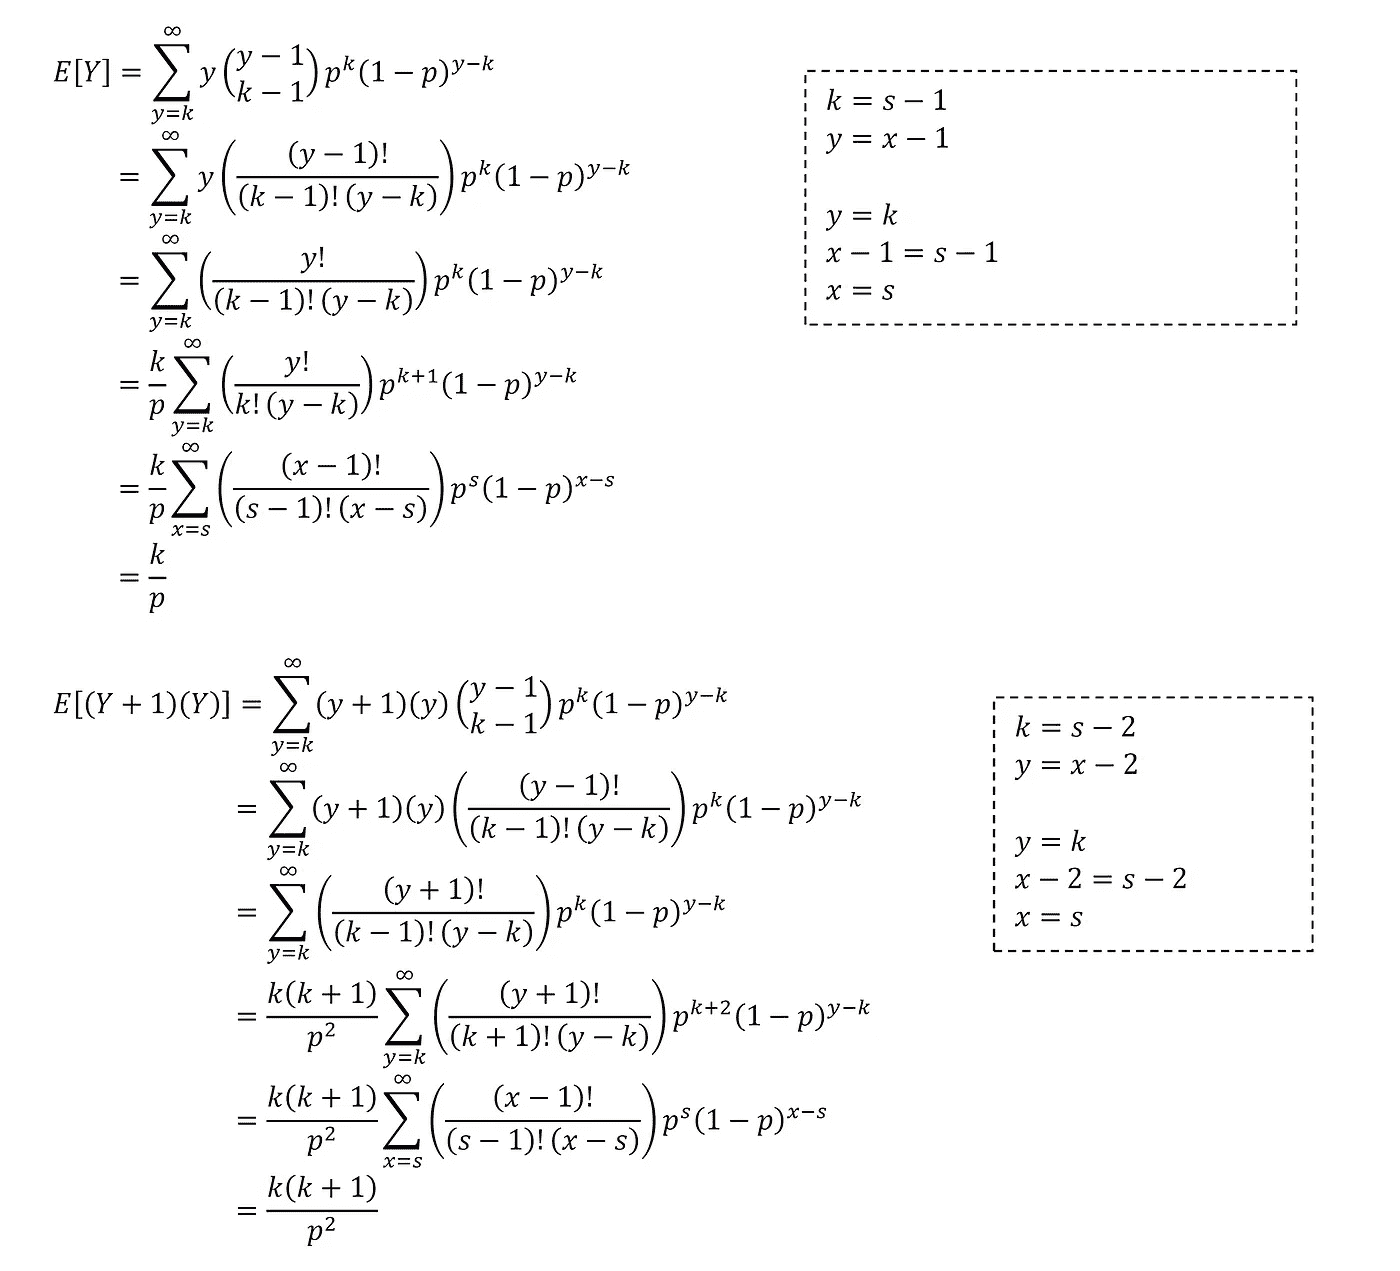 E[Y] = \sum_{y=k}^{\infty} y \binom{y-1}{k-1} p^k (1-p)^{y-k}
= \sum_{y=k}^{\infty} y \left( \frac{(y-1)!}{(k-1)! (y-k)} \right) p^k (1-p)^{y-k}
= \sum_{y=k}^{\infty} \left( \frac{y!}{(k-1)! (y-k)} \right) p^k (1-p)^{y-k}
= \frac{k}{p} \sum_{y=k}^{\infty} \left( \frac{y!}{k! (y-k)} \right) p^{k+1} (1-p)^{y-k}
= \frac{k}{p} \sum_{x=s}^{\infty} \left( \frac{(x-1)!}{(s-1)! (x-s)} \right) p^s (1-p)^{x-s}
= \frac{k}{p}
k = s - 1
y = x - 1
y = k
x - 1 = s - 1
x = s
E[(Y+1)(Y)] = \sum_{y=k}^{\infty} (y+1)(y) \binom{y-1}{k-1} p^k (1-p)^{y-k}
= \sum_{y=k}^{\infty} (y+1)(y) \left( \frac{(y-1)!}{(k-1)! (y-k)} \right) p^k (1-p)^{y-k}
= \sum_{y=k}^{\infty} \left( \frac{(y+1)!}{(k-1)! (y-k)} \right) p^k (1-p)^{y-k}
= \frac{k(k+1)}{p^2} \sum_{y=k}^{\infty} \left( \frac{(y+1)!}{(k+1)! (y-k)} \right) p^{k+2} (1-p)^{y-k}
= \frac{k(k+1)}{p^2} \sum_{x=s}^{\infty} \left( \frac{(x-1)!}{(s-1)! (x-s)} \right) p^s (1-p)^{x-s}
= \frac{k(k+1)}{p^2}
k = s - 2
y = x - 2
y = k
x - 2 = s - 2
x = s